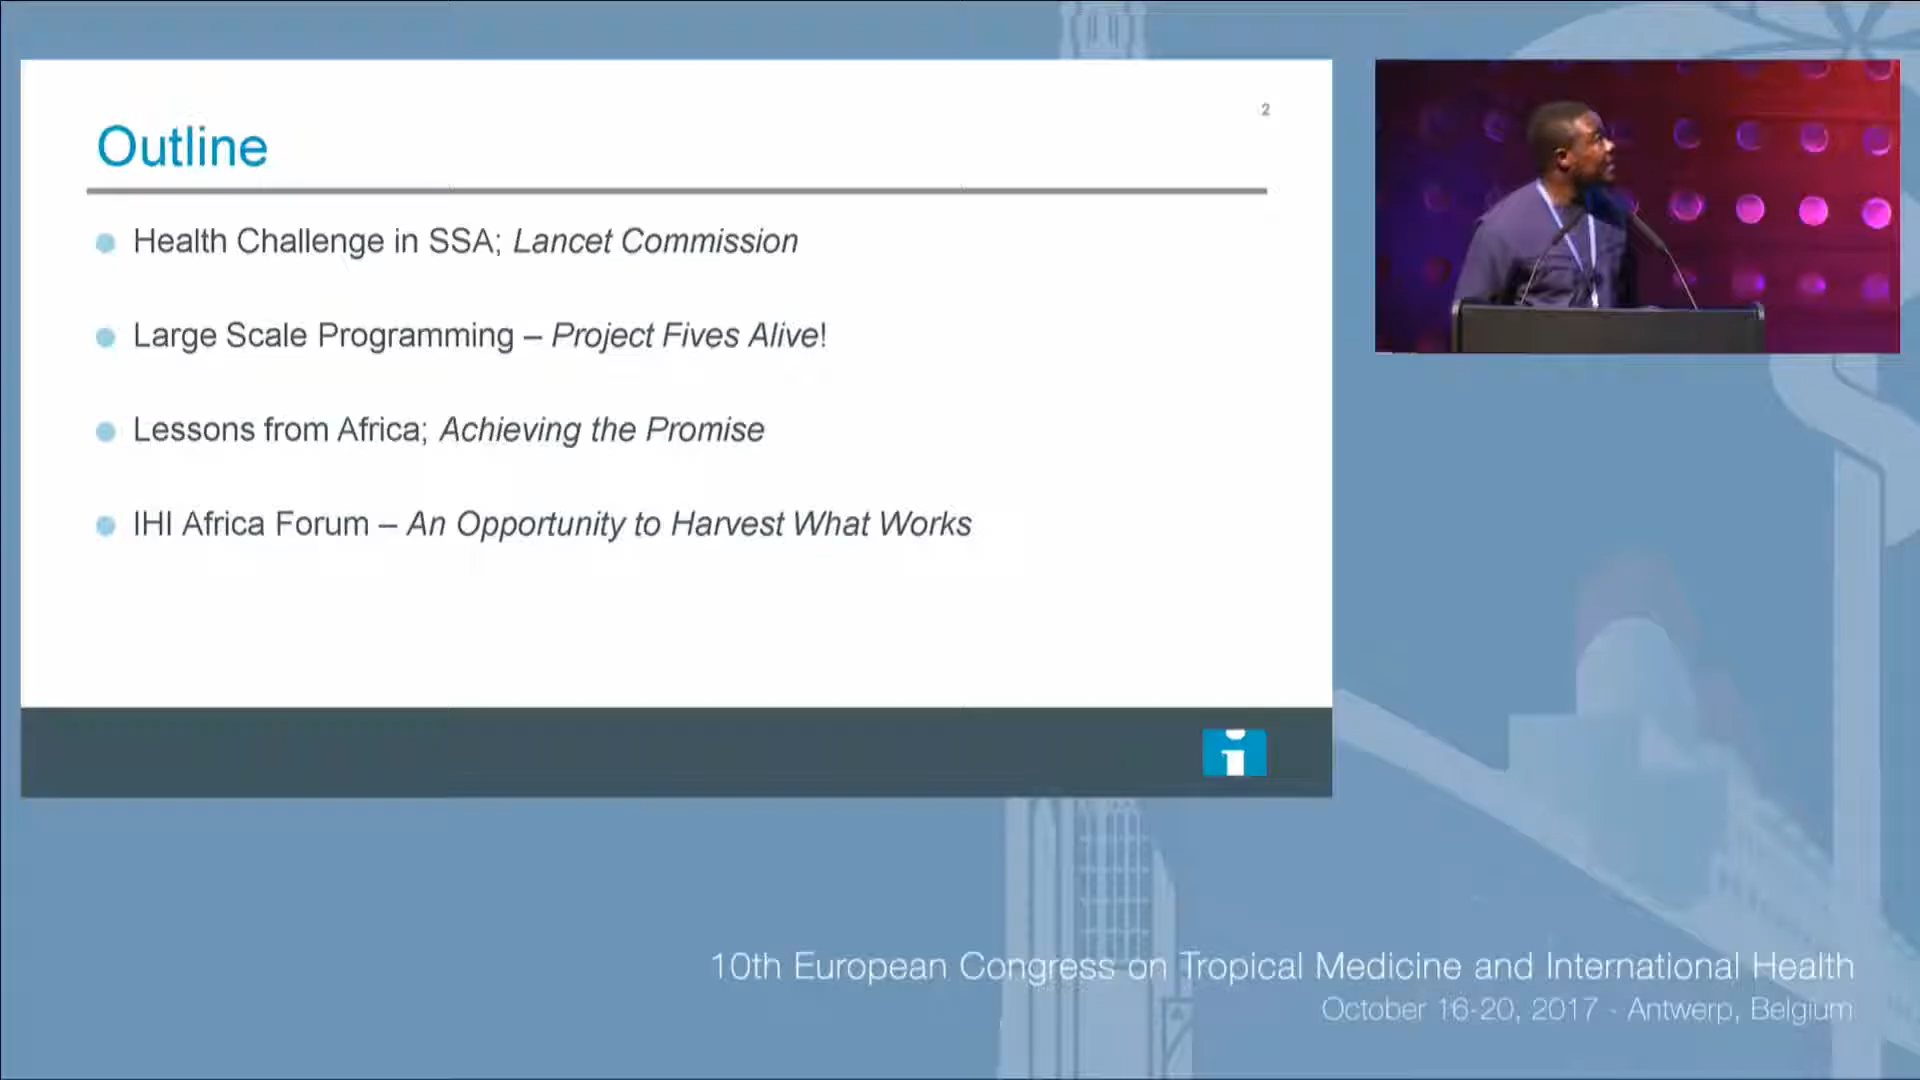 2
Outline
Health Challenge in SSA; Lancet Commission
Large Scale Programming – Project Fives Alive!
Lessons from Africa; Achieving the Promise
IHI Africa Forum – An Opportunity to Harvest What Works
i
10th European Congress on Tropical Medicine and International Health
October 16-20, 2017 - Antwerp, Belgium